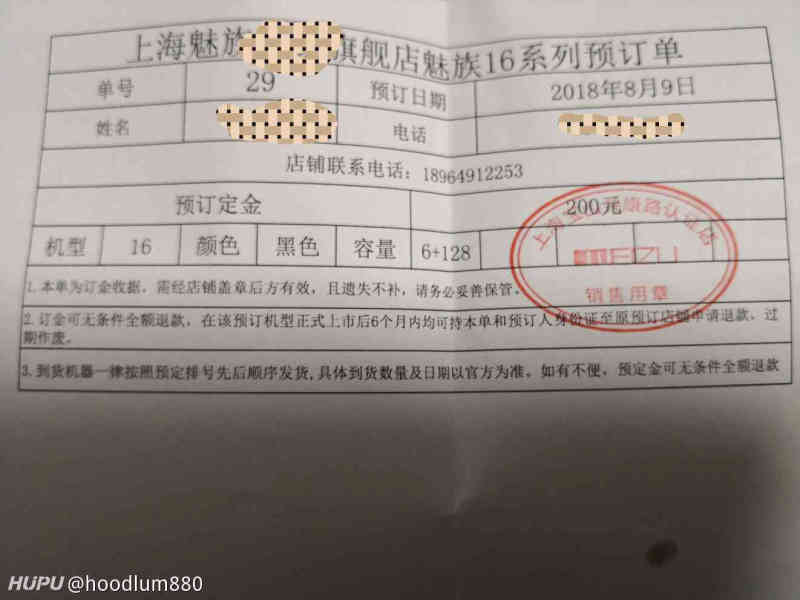 上海魅族旗舰店魅族16系列预订单
单号 29 预订日期 2018年8月9日
姓名 电话
店铺联系电话：18964912253
预订定金 200元
机型 16 颜色 黑色 容量 6+128
上海 康路认证店
MEIZU
销售用章
1.本单为订金收据，需经店铺盖章后方有效，且遗失不补，请务必妥善保管。
2.订金可无条件全额退款，在该预订机型正式上市后6个月内均可持本单和预订人身份证至原预订店铺申请退款，过
期作废。
3.到货机器一律按照预定排号先后顺序发货,具体到货数量及日期以官方为准。如有不便，预定金可无条件全额退款
HUPU @hoodlum880